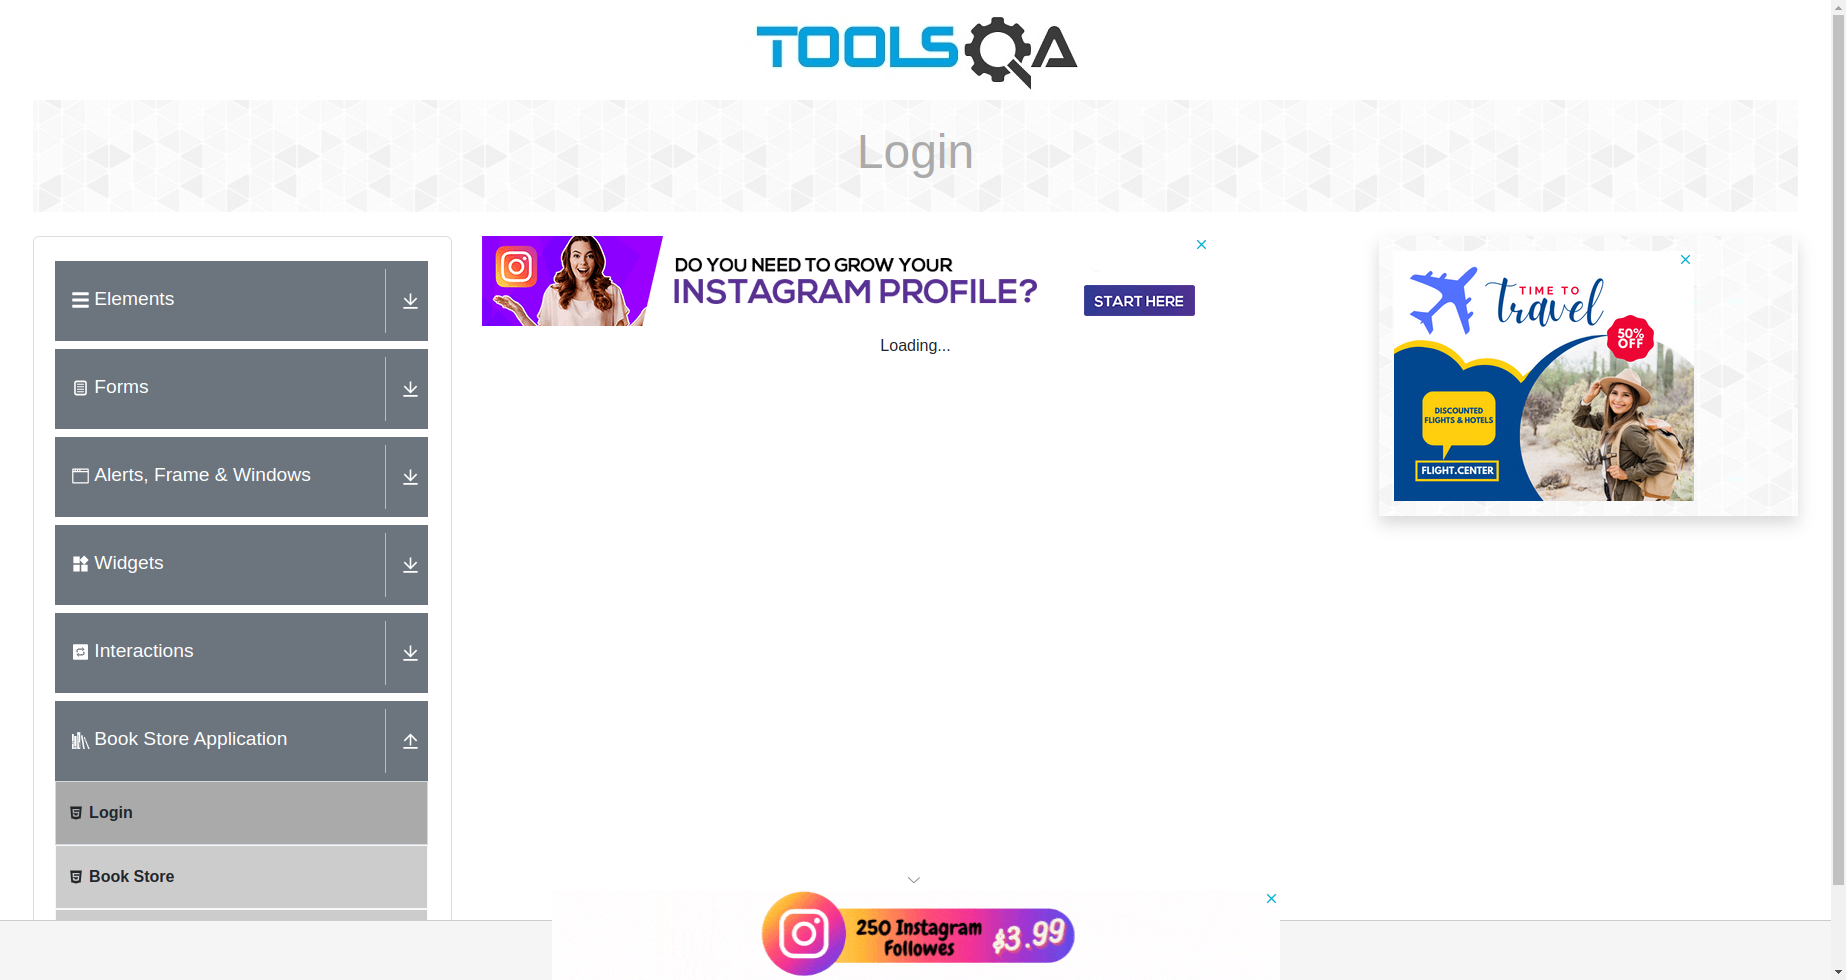 TOOLSQA
Login
Elements
Forms
Alerts, Frame & Windows
Widgets
Interactions
Book Store Application
Login
Book Store
DO YOU NEED TO GROW YOUR
INSTAGRAM PROFILE?
START HERE
Loading...
TIME TO
travel
50%
OFF
DISCOUNTED
FLIGHTS & HOTELS
FLIGHT.CENTER
250 Instagram
Followes
$3.99